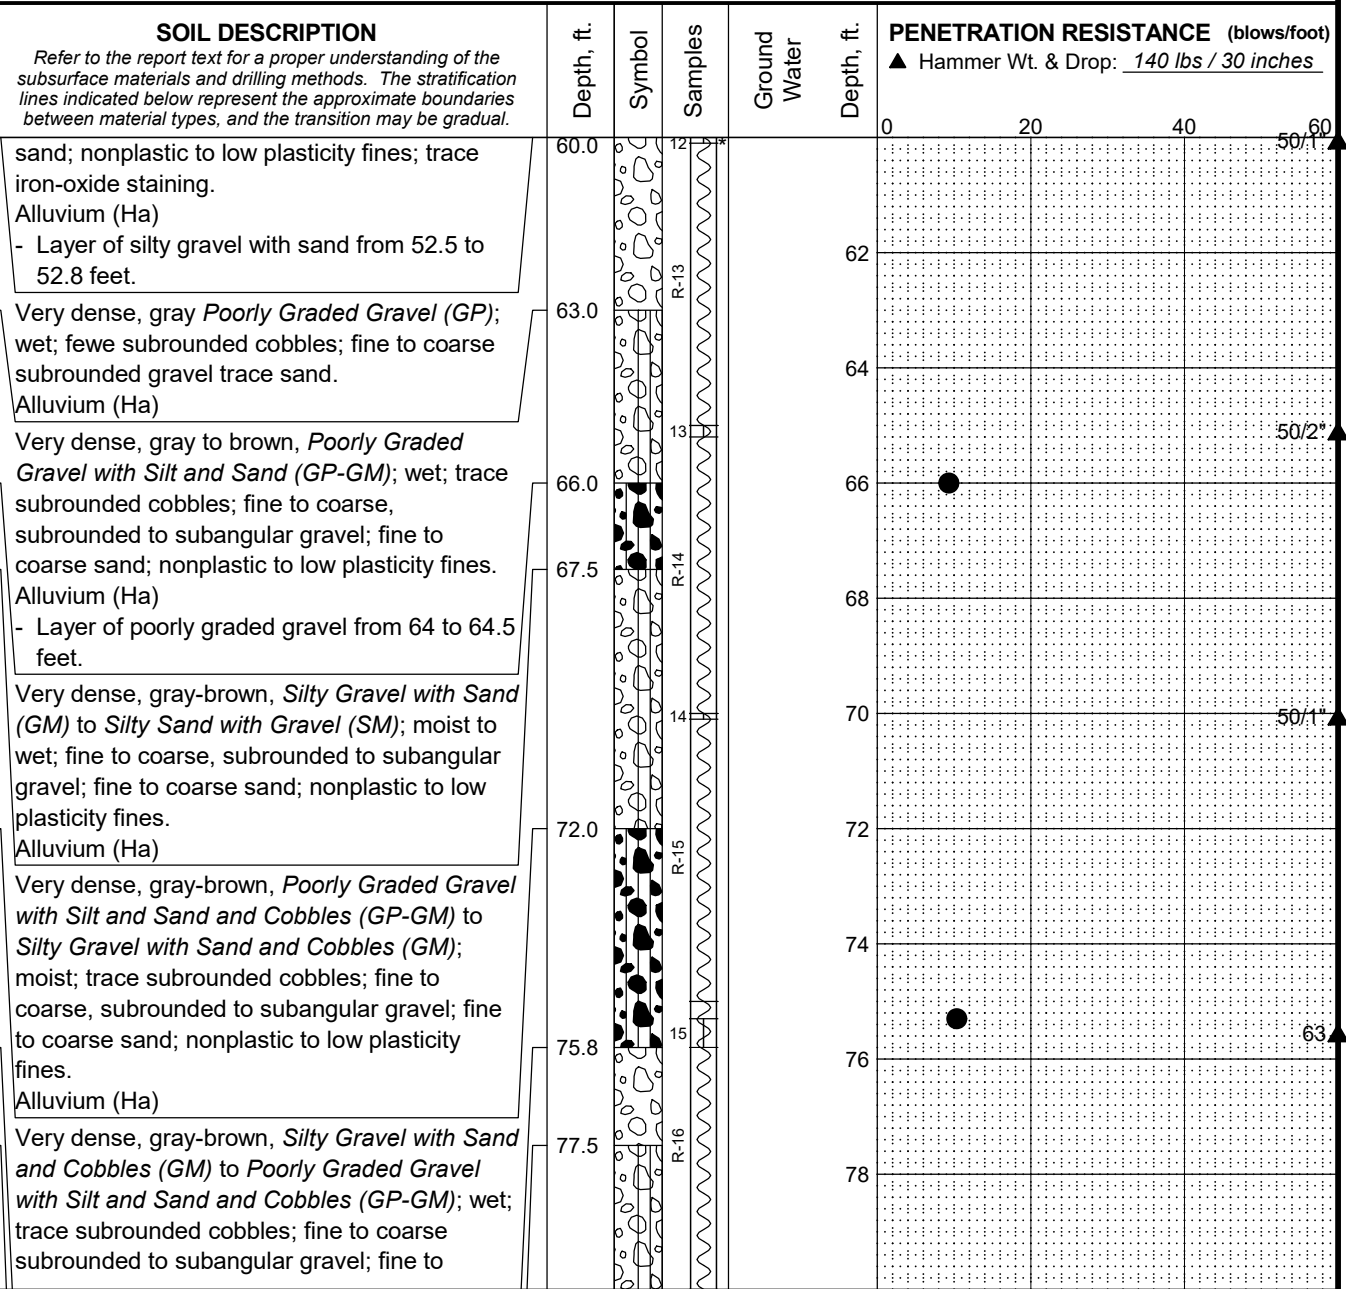 SOIL DESCRIPTION
Refer to the report text for a proper understanding of the
subsurface materials and drilling methods. The stratification
lines indicated below represent the approximate boundaries
between material types, and the transition may be gradual.
Depth, ft.
Symbol
Samples
Ground
Water
Depth, ft.
PENETRATION RESISTANCE (blows/foot)
▲ Hammer Wt. & Drop: 140 lbs / 30 inches
0 20 40 60
sand; nonplastic to low plasticity fines; trace
iron-oxide staining.
Alluvium (Ha)
- Layer of silty gravel with sand from 52.5 to
52.8 feet.
Very dense, gray Poorly Graded Gravel (GP);
wet; fewe subrounded cobbles; fine to coarse
subrounded gravel trace sand.
Alluvium (Ha)
Very dense, gray to brown, Poorly Graded
Gravel with Silt and Sand (GP-GM); wet; trace
subrounded cobbles; fine to coarse,
subrounded to subangular gravel; fine to
coarse sand; nonplastic to low plasticity fines.
Alluvium (Ha)
- Layer of poorly graded gravel from 64 to 64.5
feet.
Very dense, gray-brown, Silty Gravel with Sand
(GM) to Silty Sand with Gravel (SM); moist to
wet; fine to coarse, subrounded to subangular
gravel; fine to coarse sand; nonplastic to low
plasticity fines.
Alluvium (Ha)
Very dense, gray-brown, Poorly Graded Gravel
with Silt and Sand and Cobbles (GP-GM) to
Silty Gravel with Sand and Cobbles (GM);
moist; trace subrounded cobbles; fine to
coarse, subrounded to subangular gravel; fine
to coarse sand; nonplastic to low plasticity
fines.
Alluvium (Ha)
Very dense, gray-brown, Silty Gravel with Sand
and Cobbles (GM) to Poorly Graded Gravel
with Silt and Sand and Cobbles (GP-GM); wet;
trace subrounded cobbles; fine to coarse
subrounded to subangular gravel; fine to
60.0
63.0
66.0
67.5
72.0
75.8
77.5
12 *
R-13
13
R-14
14
R-15
15
R-16
62
64
66
68
70
72
74
76
78
50/1"
50/2"
50/1"
63